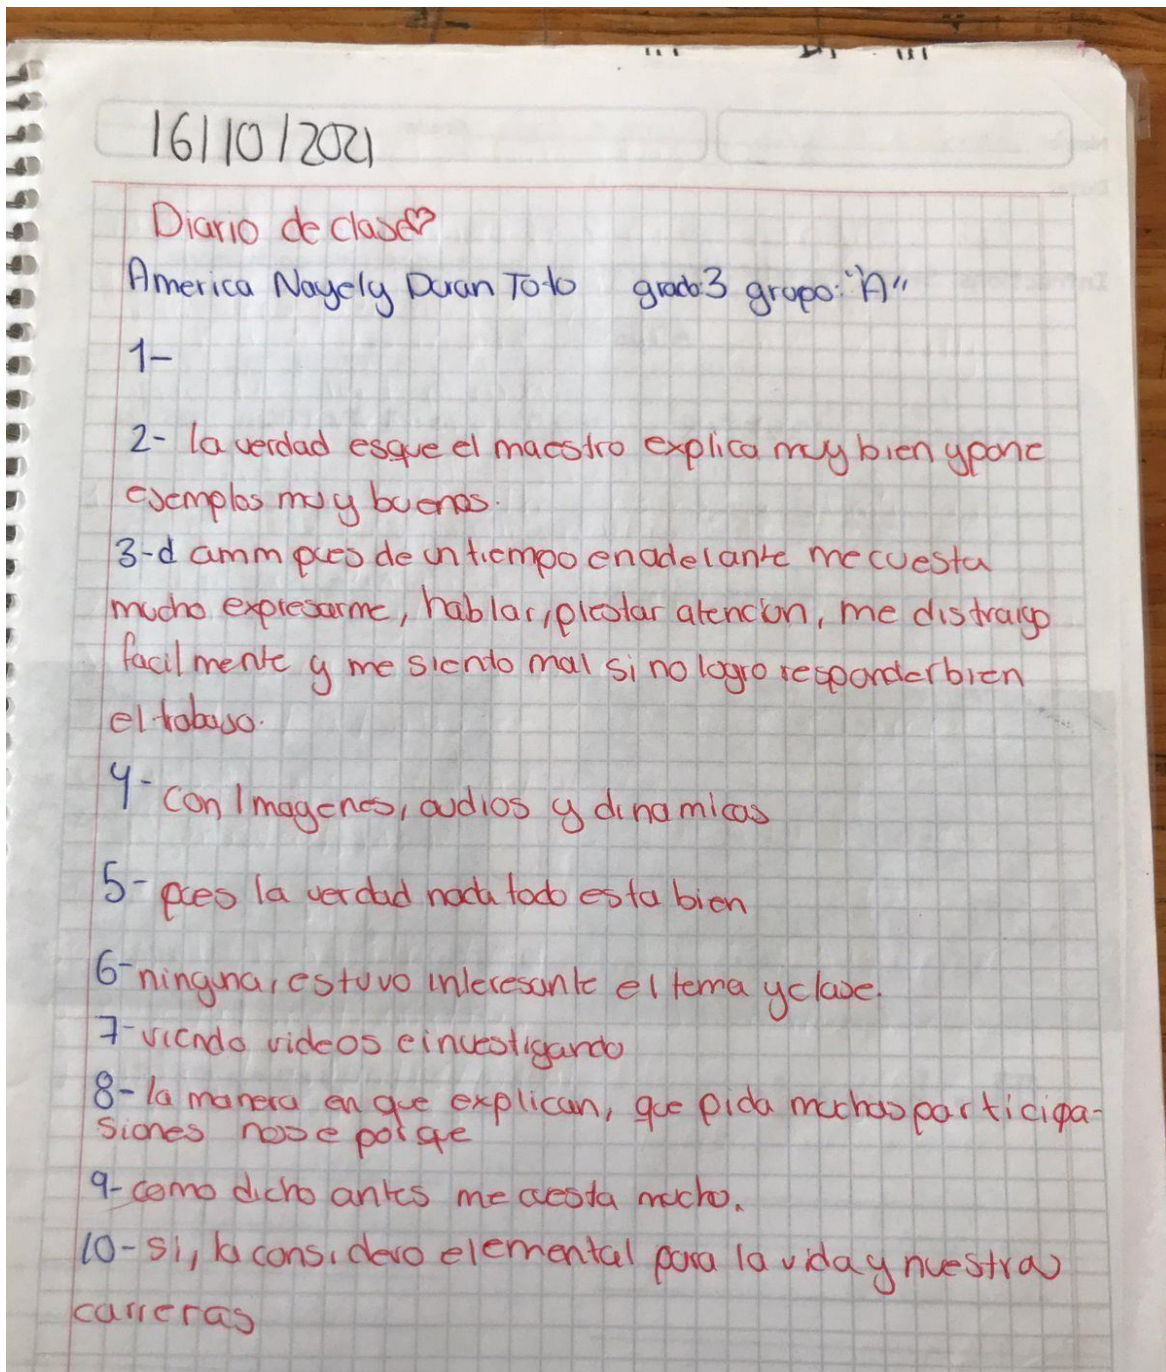 16/10/2021
Diario de clase♡
America Nayely Duran Toto grado:3 grupo: "A"
1-
2- la verdad esque el maestro explica muy bien y pone
ejemplos muy buenos.
3-d amm pues de un tiempo enadelante me cuesta
mucho expresarme, hablar, prestar atencion, me distraigo
facilmente y me siento mal si no logro responder bien
el trabajo.
4- con Imagenes, audios y dinamicas
5- pues la verdad nada todo esta bien
6- ninguna, estuvo interesante el tema y clase.
7- viendo videos e investigando
8- la manera en que explican, que pida muchas participa-
siones nose porque
9- como dicho antes me cuesta mucho.
10- si, la considero elemental para la vida y nuestras
carreras